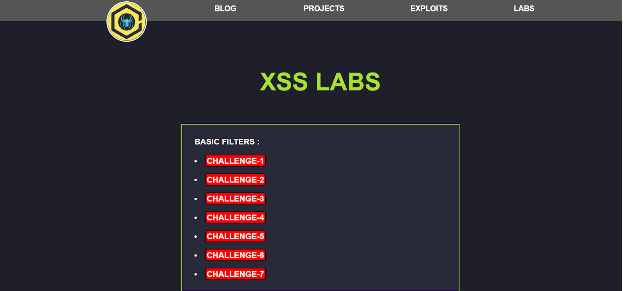 BLOG PROJECTS EXPLOITS LABS
XSS LABS
BASIC FILTERS :
CHALLENGE-1
CHALLENGE-2
CHALLENGE-3
CHALLENGE-4
CHALLENGE-5
CHALLENGE-6
CHALLENGE-7